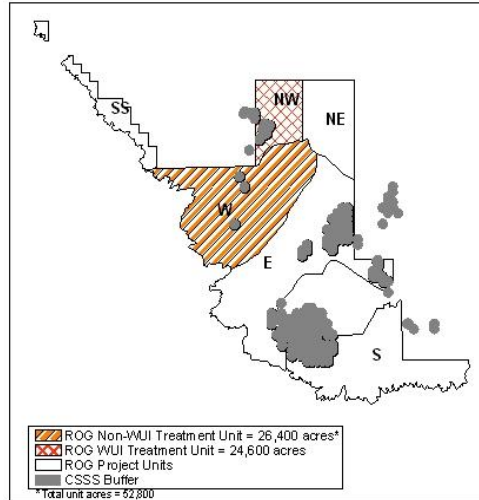 SS
NW
NE
W
E
S
ROG Non-WUI Treatment Unit = 26,400 acres*
ROG WUI Treatment Unit = 24,600 acres
ROG Project Units
CSSS Buffer
*Total unit acres = 52,800